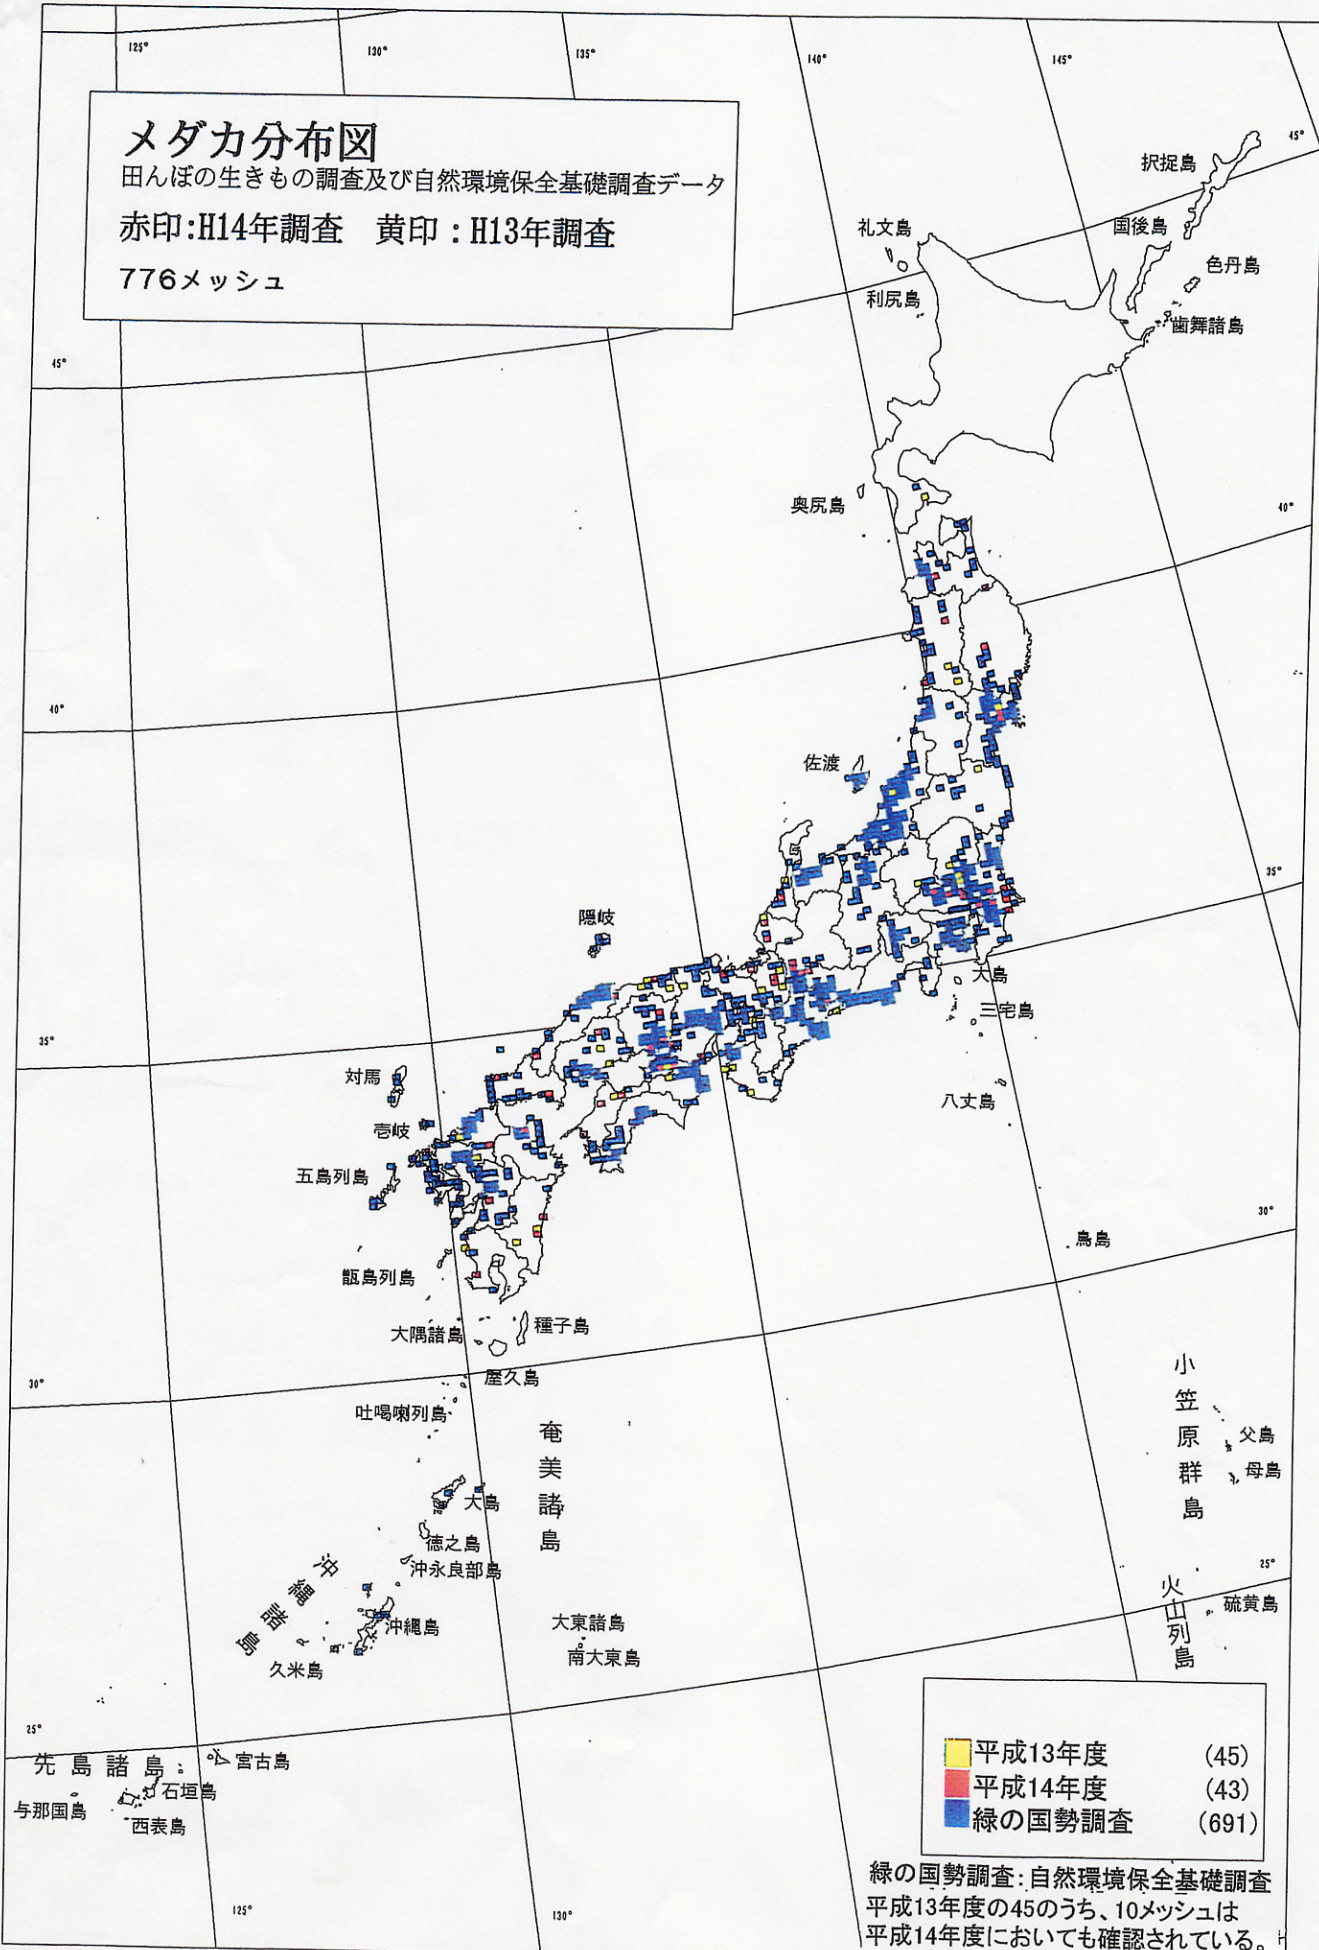 125°
130°
135°
140°
145°
メダカ分布図
田んぼの生きもの調査及び自然環境保全基礎調査データ
赤印:H14年調査 黄印:H13年調査
776メッシュ
45°
択捉島
礼文島
国後島
色丹島
利尻島
歯舞諸島
45°
奥尻島
40°
40°
佐渡
35°
隠岐
大島
三宅島
35°
対馬
八丈島
壱岐
五島列島
30°
鳥島
甑島列島
大隅諸島
種子島
屋久島
30°
吐喝喇列島
奄美諸島
小笠原群島
父島
母島
大島
徳之島
沖永良部島
25°
沖縄諸島
沖縄島
久米島
大東諸島
南大東島
火山列島
硫黄島
25°
先島諸島
宮古島
石垣島
与那国島
西表島
平成13年度 (45)
平成14年度 (43)
緑の国勢調査 (691)
緑の国勢調査:自然環境保全基礎調査
平成13年度の45のうち、10メッシュは
平成14年度においても確認されている。
125°
130°